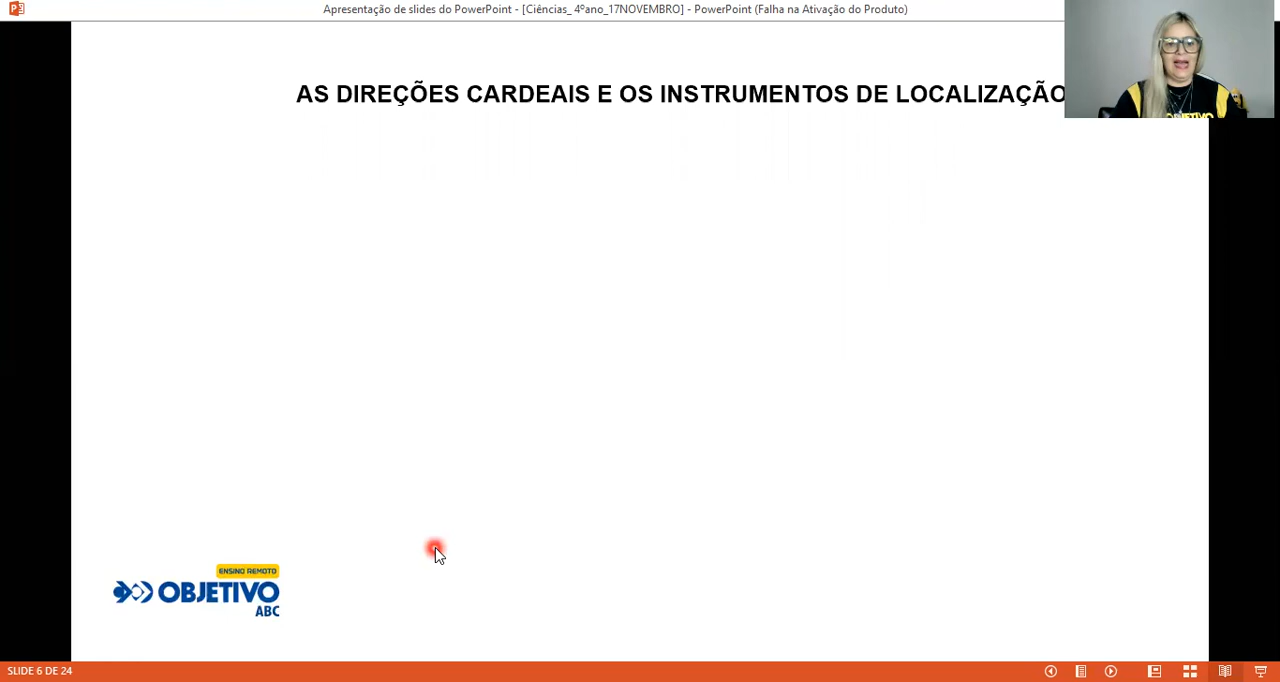 Apresentação de slides do PowerPoint - [Ciências_ 4ºano_17NOVEMBRO] - PowerPoint (Falha na Ativação do Produto)
AS DIREÇÕES CARDEAIS E OS INSTRUMENTOS DE LOCALIZAÇÃO
OBJETIVO
ENSINO REMOTO
OBJETIVO
ABC
SLIDE 6 DE 24